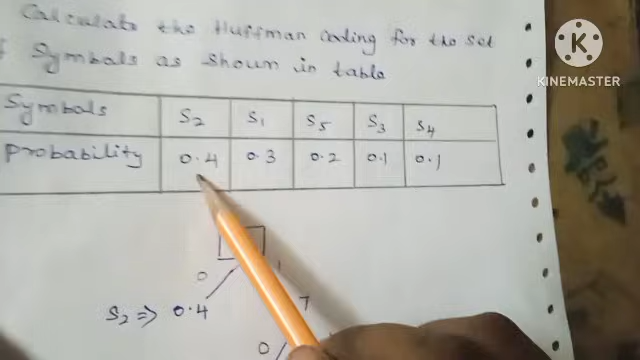 Calculate the Huffman coding for the set
f Symbols as shown in table
K
KINEMASTER
Symbols S2 S1 S5 S3 S4
probability 0.4 0.3 0.2 0.1 0.1
0 1
S2 => 0.4
0